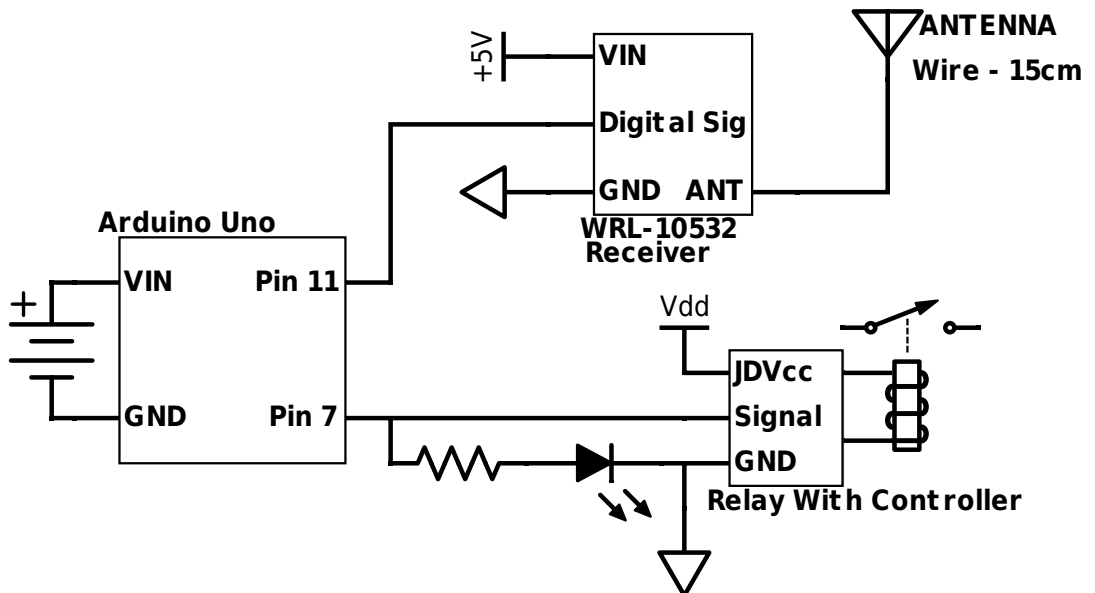 ANTENNA
Wire - 15cm
+5V
VIN
Digital Sig
GND ANT
WRL-10532
Receiver
Arduino Uno
VIN Pin 11
+
GND Pin 7
Vdd
JDVcc
Signal
GND
Relay With Controller